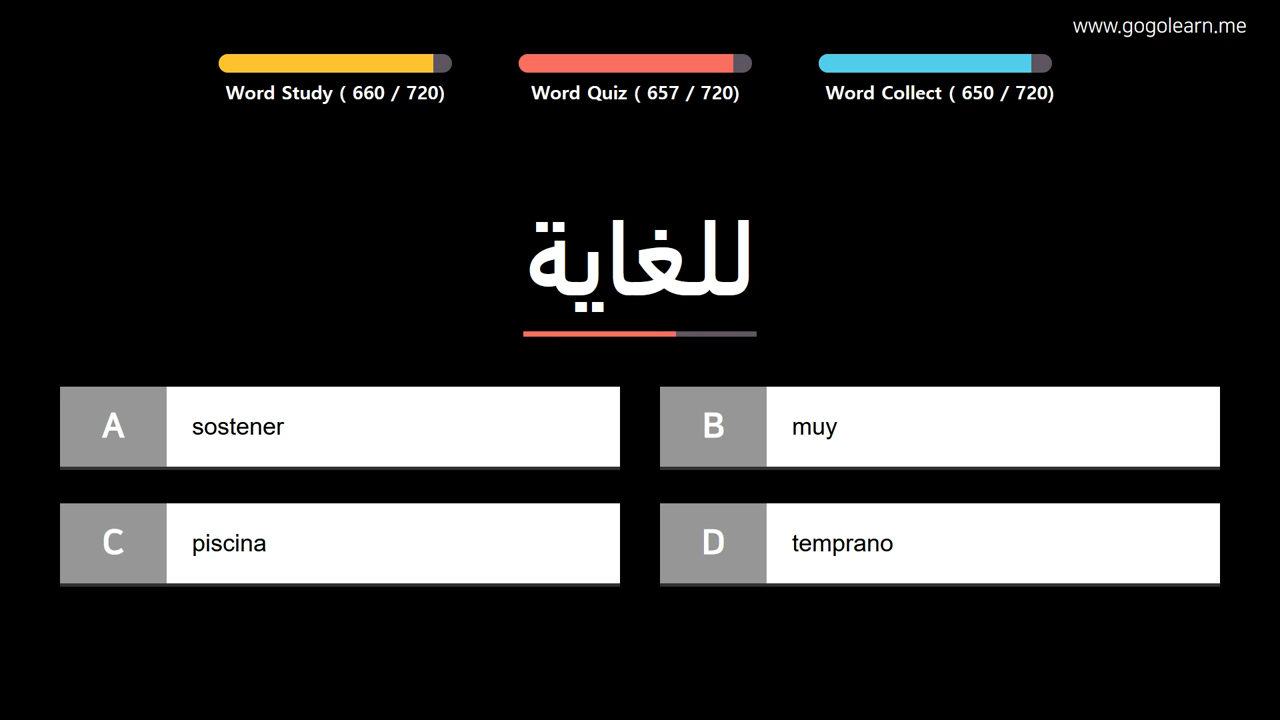 www.gogolearn.me
Word Study ( 660 / 720)
Word Quiz ( 657 / 720)
Word Collect ( 650 / 720)
للغاية
A
sostener
B
muy
C
piscina
D
temprano